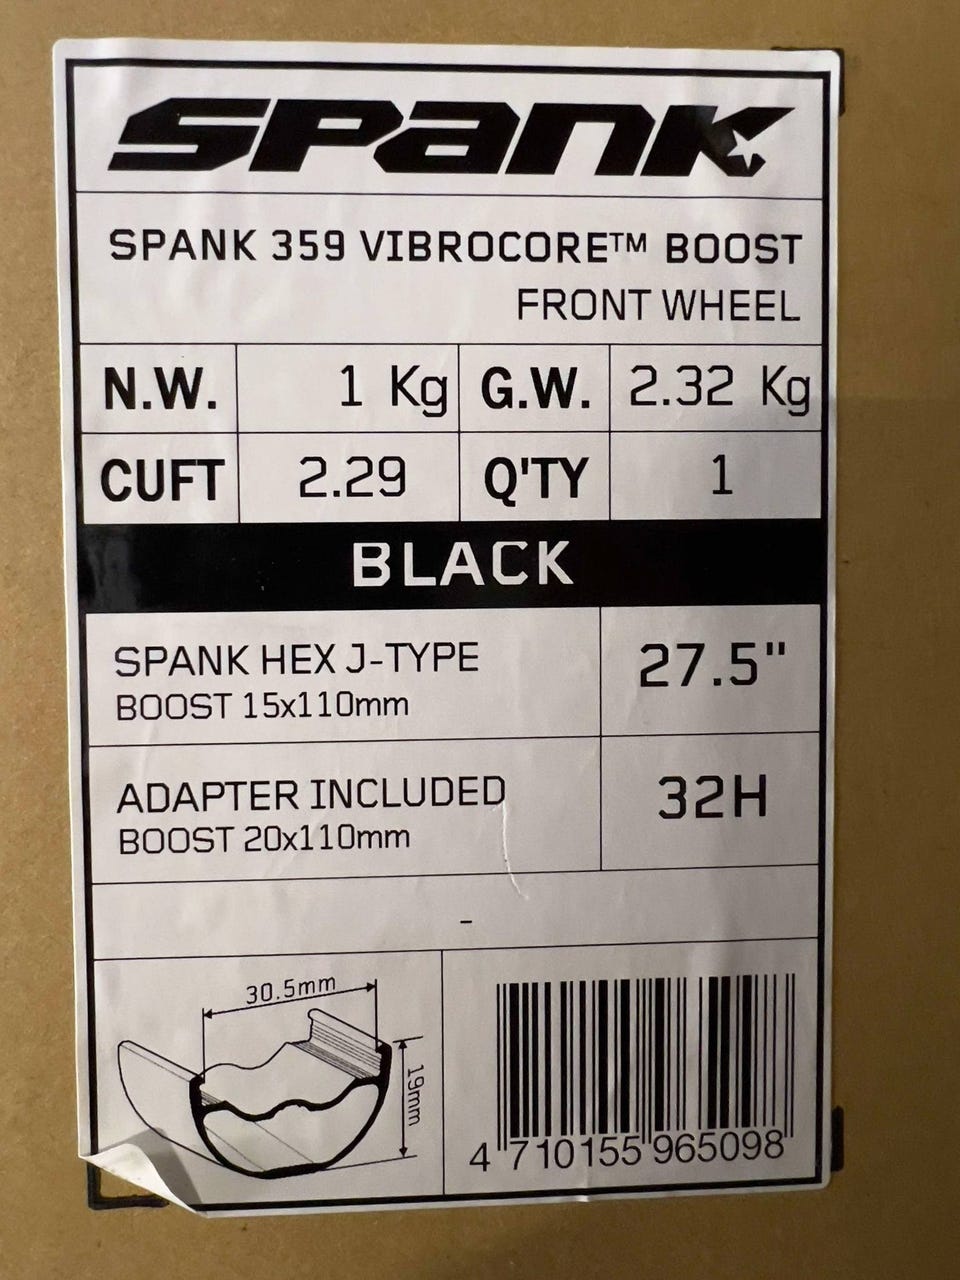 SPANK
SPANK 359 VIBROCORE™ BOOST
FRONT WHEEL
N.W. 1 Kg G.W. 2.32 Kg
CUFT 2.29 Q'TY 1
BLACK
SPANK HEX J-TYPE
BOOST 15x110mm
27.5"
ADAPTER INCLUDED
BOOST 20x110mm
32H
-
30.5mm
19mm
4 710155 965098